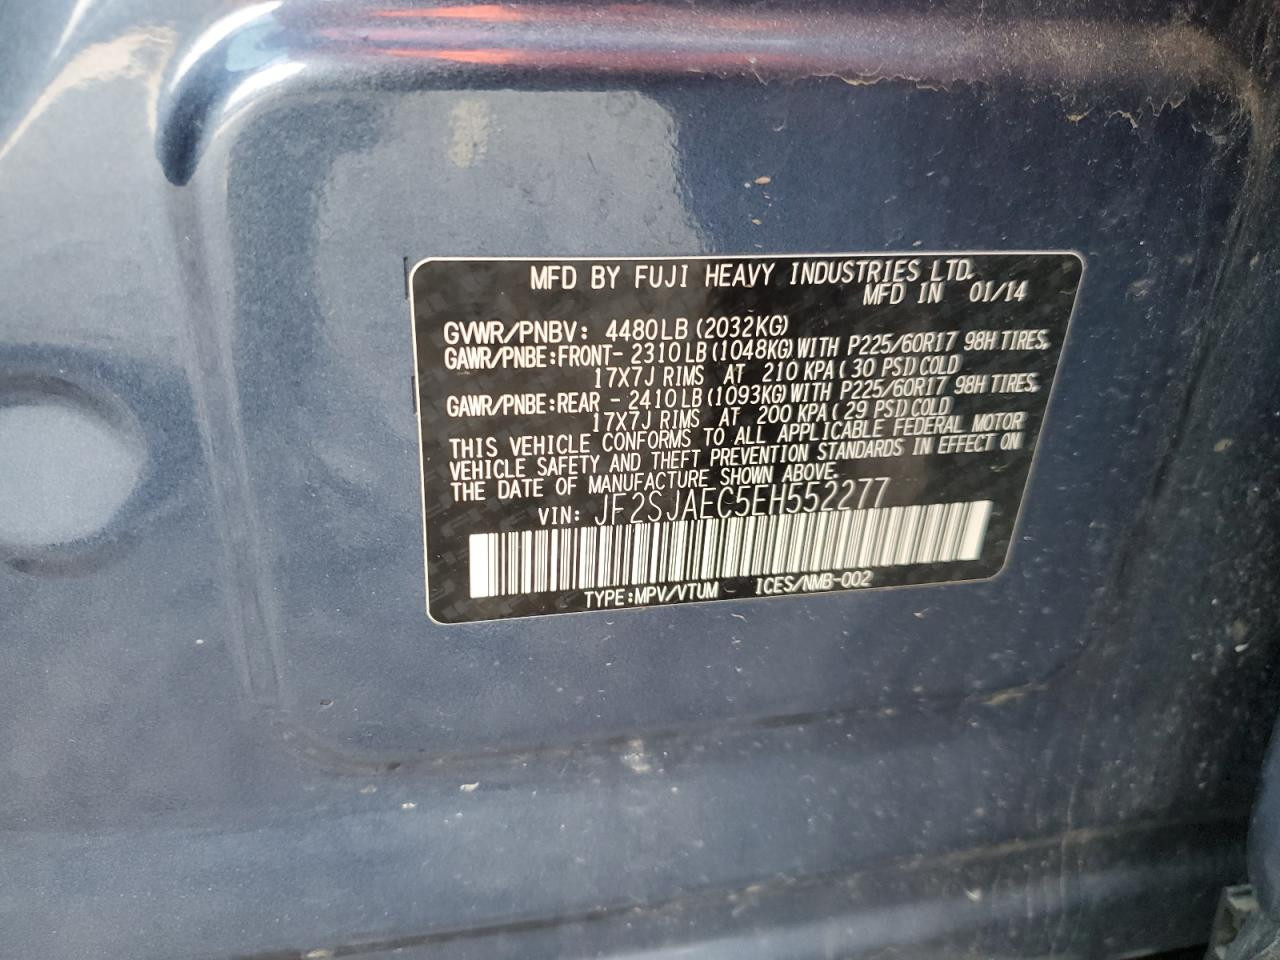 MFD BY FUJI HEAVY INDUSTRIES LTD.
MFD IN 01/14
GVWR/PNBV: 4480LB (2032KG)
GAWR/PNBE:FRONT- 2310LB (1048KG) WITH P225/60R17 98H TIRES,
17X7J RIMS AT 210 KPA ( 30 PSI) COLD
GAWR/PNBE:REAR - 2410LB (1093KG) WITH P225/60R17 98H TIRES,
17X7J RIMS AT 200 KPA ( 29 PSI) COLD
THIS VEHICLE CONFORMS TO ALL APPLICABLE FEDERAL MOTOR
VEHICLE SAFETY AND THEFT PREVENTION STANDARDS IN EFFECT ON
THE DATE OF MANUFACTURE SHOWN ABOVE.
VIN: JF2SJAEC5EH552277
TYPE:MPV/VTUM ICES/NMB-002